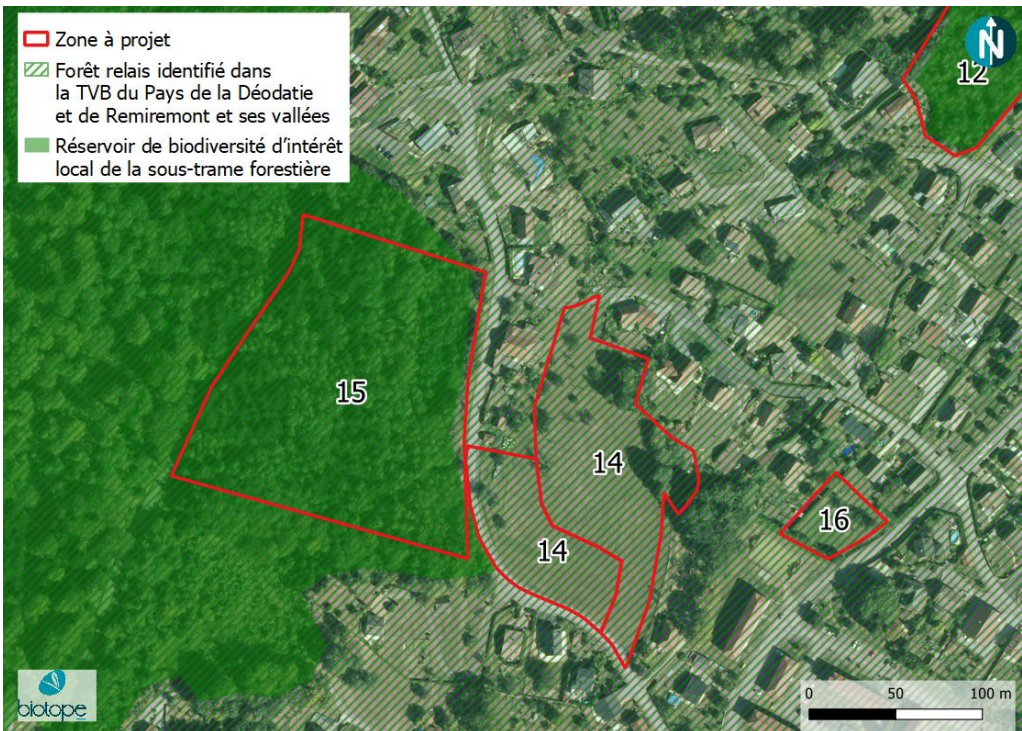 Zone à projet
Forêt relais identifié dans
la TVB du Pays de la Déodatie
et de Remiremont et ses vallées
Réservoir de biodiversité d'intérêt
local de la sous-trame forestière
N
12
15
14
14
16
biotope
0 50 100 m